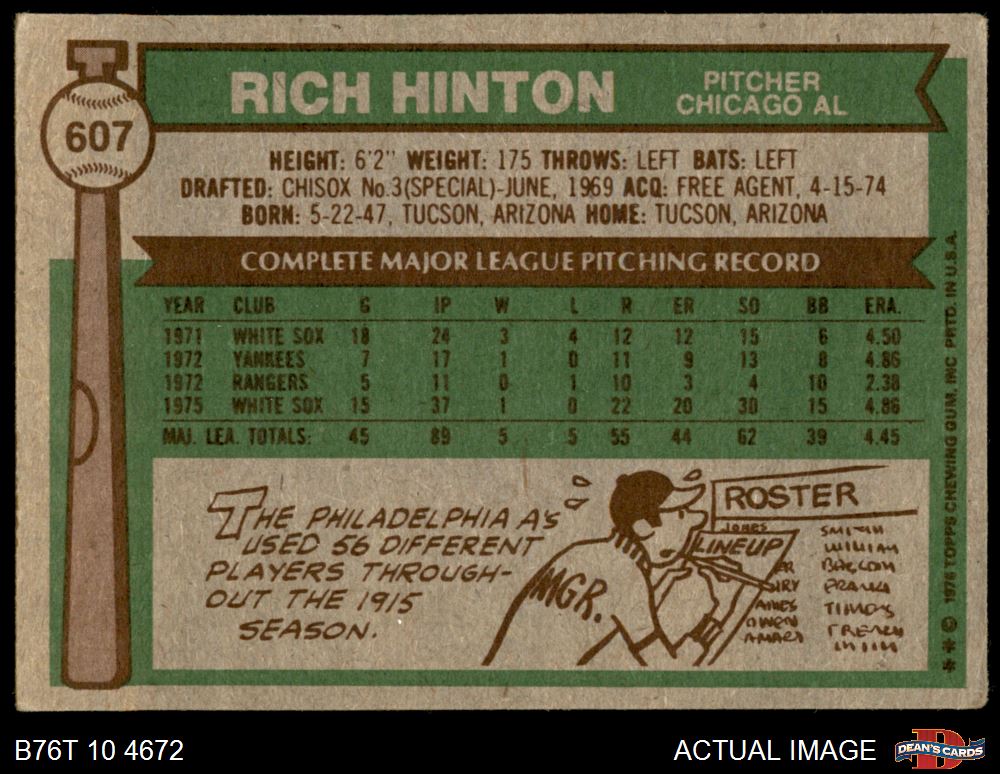 RICH HINTON
PITCHER
CHICAGO AL
607
HEIGHT: 6'2" WEIGHT: 175 THROWS: LEFT BATS: LEFT
DRAFTED: CHISOX No.3(SPECIAL)-JUNE, 1969 ACQ: FREE AGENT, 4-15-74
BORN: 5-22-47, TUCSON, ARIZONA HOME: TUCSON, ARIZONA
COMPLETE MAJOR LEAGUE PITCHING RECORD
YEAR CLUB G IP W L R ER SO BB ERA.
1971 WHITE SOX 18 24 3 4 12 12 15 6 4.50
1972 YANKEES 7 17 1 0 11 9 13 8 4.86
1972 RANGERS 5 11 0 1 10 3 4 10 2.38
1975 WHITE SOX 15 37 1 0 22 20 30 15 4.86
MAJ. LEA. TOTALS: 45 89 5 5 55 44 62 39 4.45
THE PHILADELPHIA A'S
USED 56 DIFFERENT
PLAYERS THROUGH-
OUT THE 1915
SEASON.
MGR.
ROSTER
JONES
LINEUP
SMITH
** © 1976 TOPPS CHEWING GUM, INC PRTD. IN U.S.A.
B76T 10 4672
ACTUAL IMAGE
D
DEAN'S CARDS